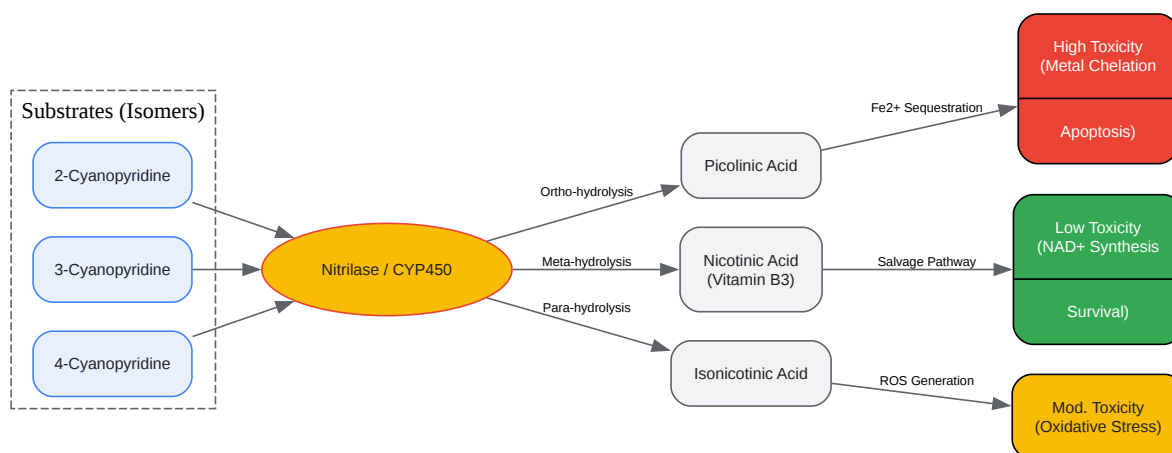 Substrates (Isomers)
2-Cyanopyridine
3-Cyanopyridine
4-Cyanopyridine
Nitrilase / CYP450
Ortho-hydrolysis
Meta-hydrolysis
Para-hydrolysis
Picolinic Acid
Nicotinic Acid
(Vitamin B3)
Isonicotinic Acid
Fe2+ Sequestration
Salvage Pathway
ROS Generation
High Toxicity
(Metal Chelation
Apoptosis)
Low Toxicity
(NAD+ Synthesis
Survival)
Mod. Toxicity
(Oxidative Stress)